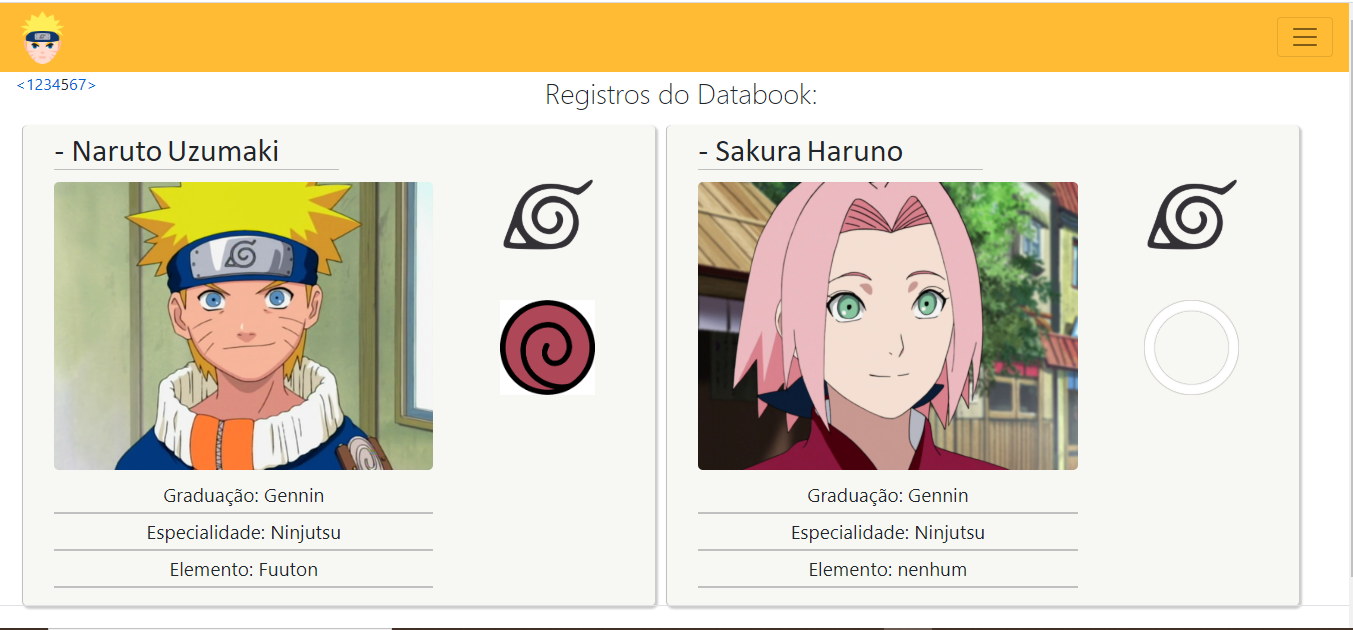 <1234567>
Registros do Databook:
- Naruto Uzumaki
Graduação: Gennin
Especialidade: Ninjutsu
Elemento: Fuuton
- Sakura Haruno
Graduação: Gennin
Especialidade: Ninjutsu
Elemento: nenhum